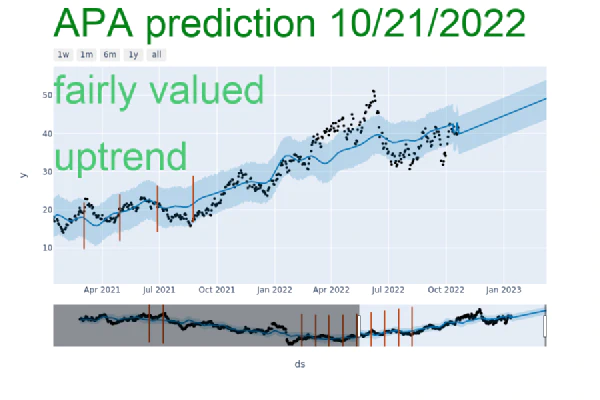 APA prediction 10/21/2022
1w 1m 6m 1y all
fairly valued
uptrend
50
40
30
20
10
y
Apr 2021 Jul 2021 Oct 2021 Jan 2022 Apr 2022 Jul 2022 Oct 2022 Jan 2023
ds